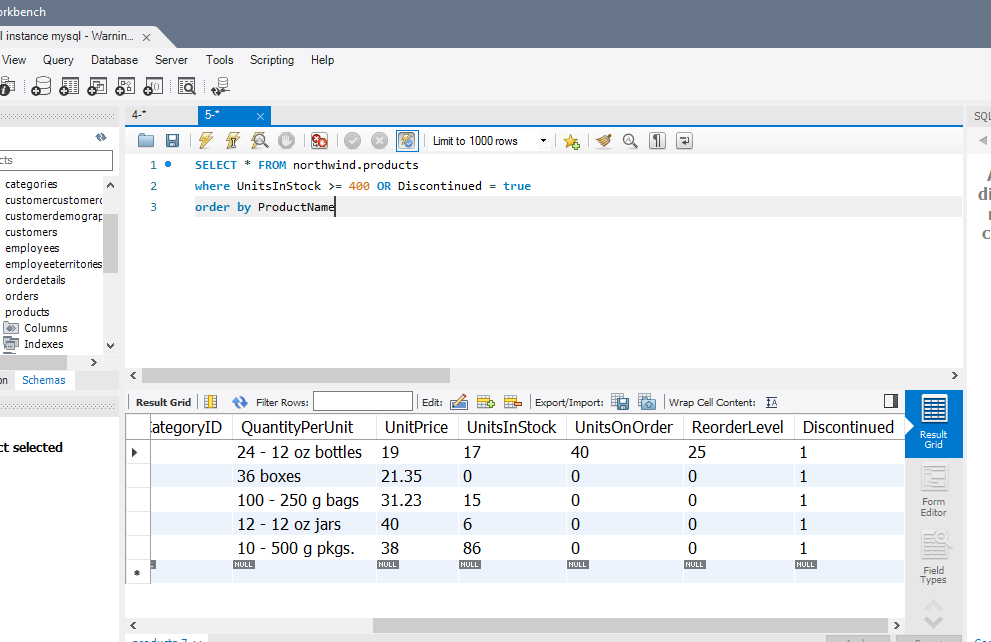 orkbench
l instance mysql - Warnin...
View Query Database Server Tools Scripting Help
4-*
5-*
SQL
Limit to 1000 rows
cts
1 SELECT * FROM northwind.products
2 where UnitsInStock >= 400 OR Discontinued = true
3 order by ProductName
categories
customercustomerc
customerdemograp
customers
employees
employeeterritories
orderdetails
orders
products
Columns
Indexes
on Schemas
ct selected
Result Grid Filter Rows: Edit: Export/Import: Wrap Cell Content:
ategoryID QuantityPerUnit UnitPrice UnitsInStock UnitsOnOrder ReorderLevel Discontinued
24 - 12 oz bottles 19 17 40 25 1
36 boxes 21.35 0 0 0 1
100 - 250 g bags 31.23 15 0 0 1
12 - 12 oz jars 40 6 0 0 1
10 - 500 g pkgs. 38 86 0 0 1
NULL NULL NULL NULL NULL NULL
Result
Grid
Form
Editor
Field
Types
products 7